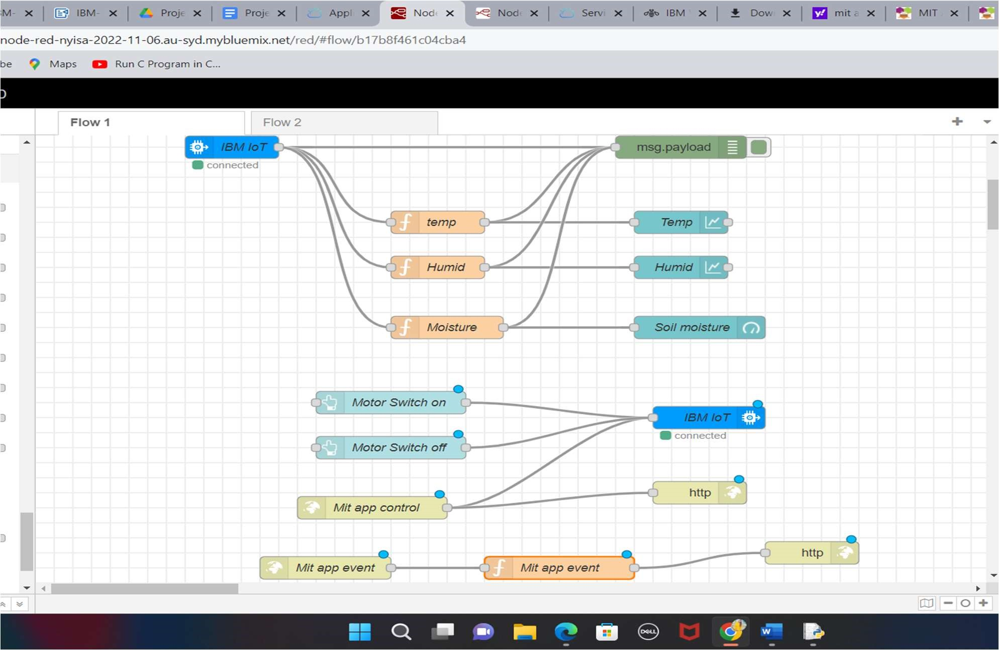 M- IBM- Proje Proje Appli Node Node Servi IBM Dow mit a MIT
node-red-nyisa-2022-11-06.au-syd.mybluemix.net/red/#flow/b17b8f461c04cba4
be Maps Run C Program in C...
Flow 1 Flow 2
IBM IoT msg.payload
connected
temp Temp
Humid Humid
Moisture Soil moisture
Motor Switch on
IBM IoT
connected
Motor Switch off
http
Mit app control
http
Mit app event Mit app event
DELL
W